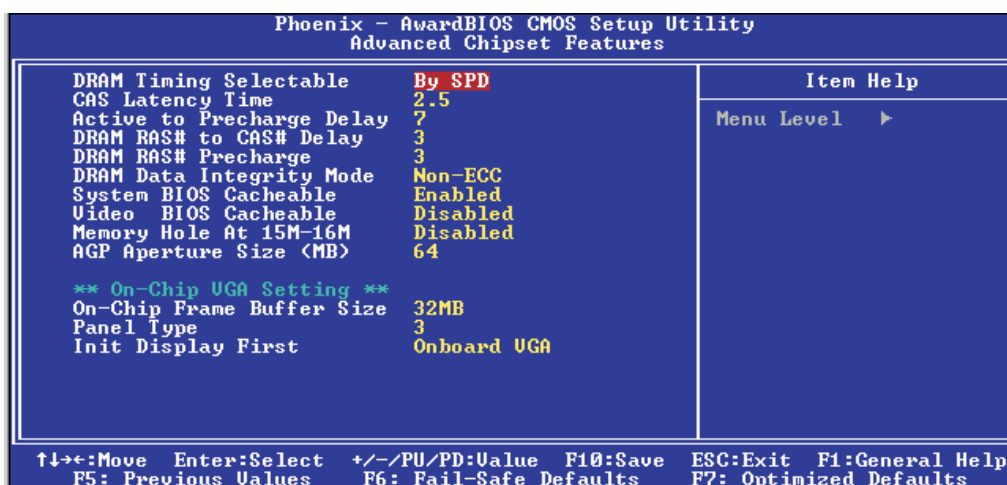 Phoenix - AwardBIOS CMOS Setup Utility
Advanced Chipset Features
DRAM Timing Selectable By SPD
CAS Latency Time 2.5
Active to Precharge Delay 7
DRAM RAS# to CAS# Delay 3
DRAM RAS# Precharge 3
DRAM Data Integrity Mode Non-ECC
System BIOS Cacheable Enabled
Video BIOS Cacheable Disabled
Memory Hole At 15M-16M Disabled
AGP Aperture Size (MB) 64
** On-Chip VGA Setting **
On-Chip Frame Buffer Size 32MB
Panel Type 3
Init Display First Onboard VGA
Item Help
Menu Level ►
↑↓→←:Move Enter:Select +/-/PU/PD:Value F10:Save ESC:Exit F1:General Help
F5: Previous Values F6: Fail-Safe Defaults F7: Optimized Defaults